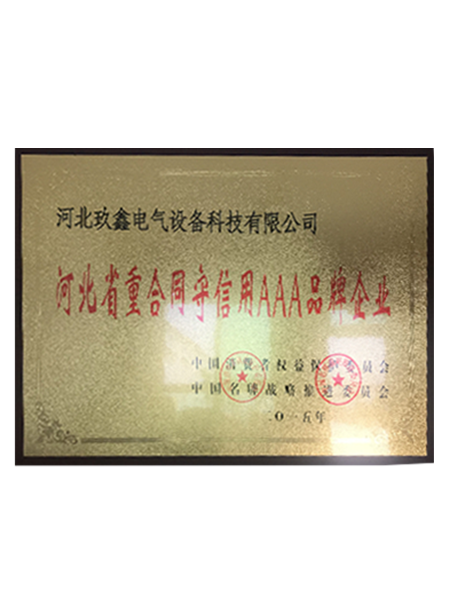 河北玖鑫电气设备科技有限公司
河北省重合同守信用AAA品牌企业
中国消费者权益保护委员会
中国名牌战略推进委员会
二〇一五年